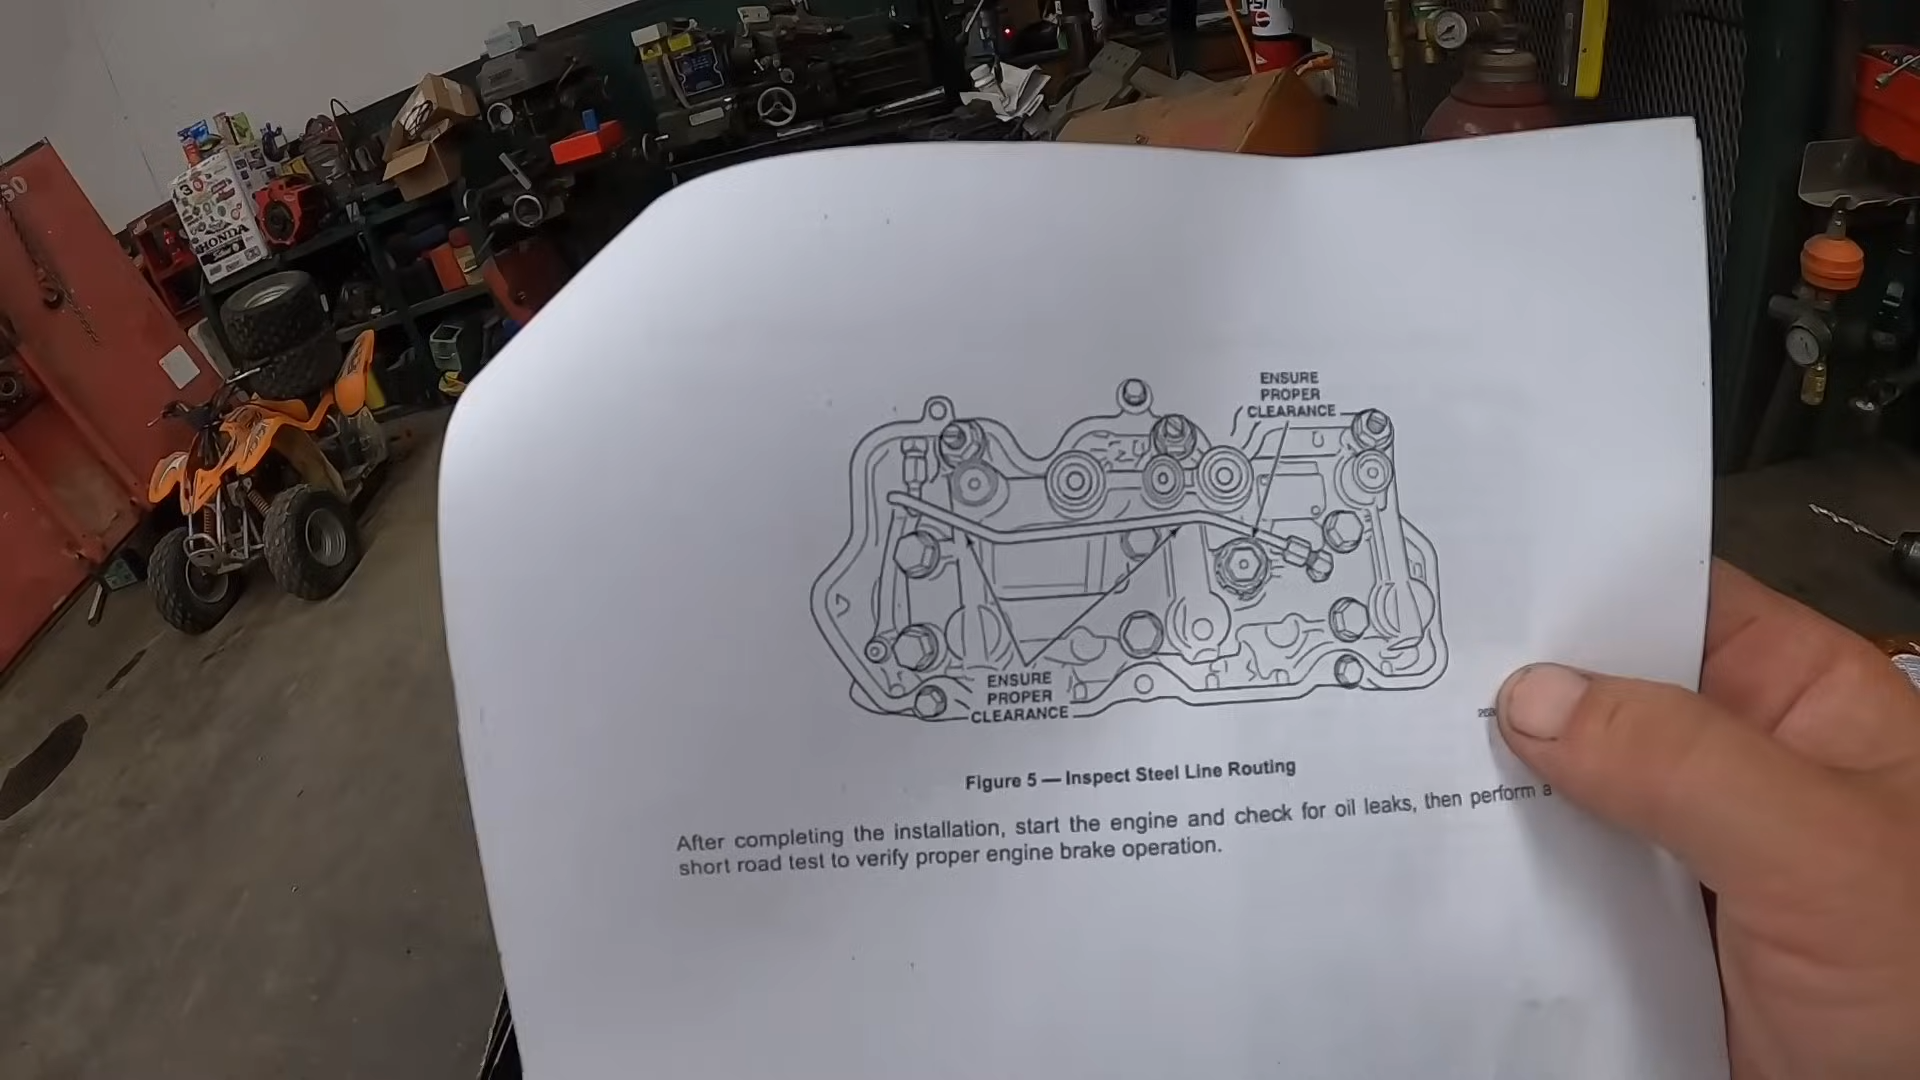 HONDA
ENSURE
PROPER
CLEARANCE
ENSURE
PROPER
CLEARANCE
Figure 5 — Inspect Steel Line Routing
After completing the installation, start the engine and check for oil leaks, then perform a
short road test to verify proper engine brake operation.